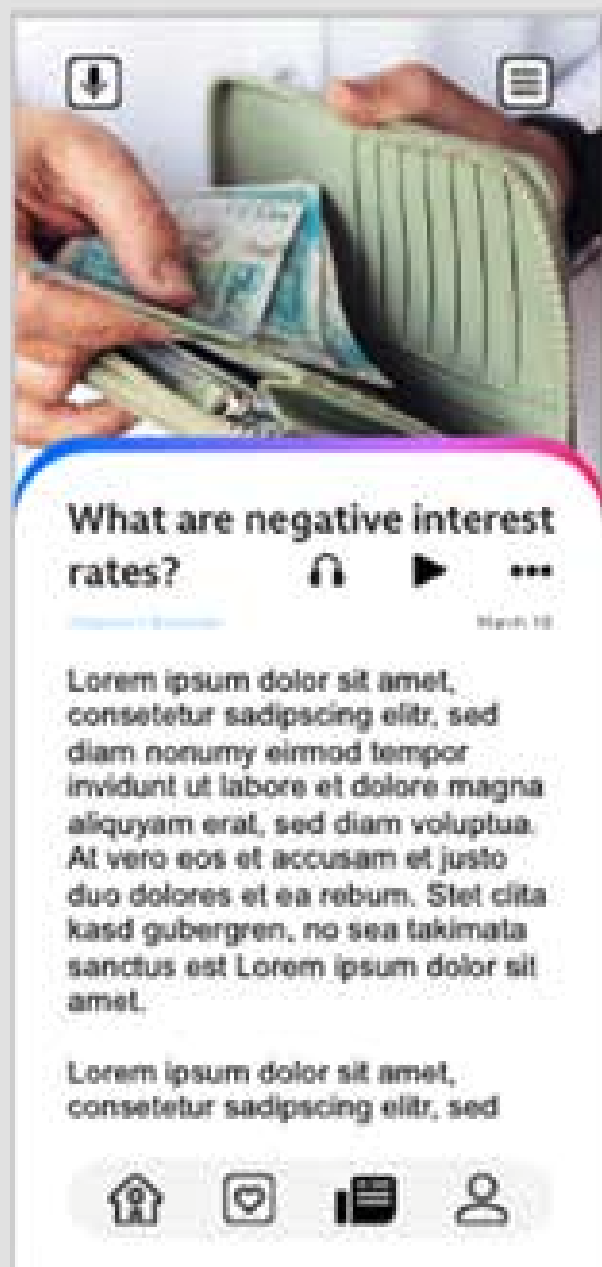 What are negative interest
rates?
March 10
Lorem ipsum dolor sit amet,
consetetur sadipscing elitr, sed
diam nonumy eirmod tempor
invidunt ut labore et dolore magna
aliquyam erat, sed diam voluptua.
At vero eos et accusam et justo
duo dolores et ea rebum. Stet clita
kasd gubergren, no sea takimata
sanctus est Lorem ipsum dolor sit
amet.
Lorem ipsum dolor sit amet,
consetetur sadipscing elitr, sed